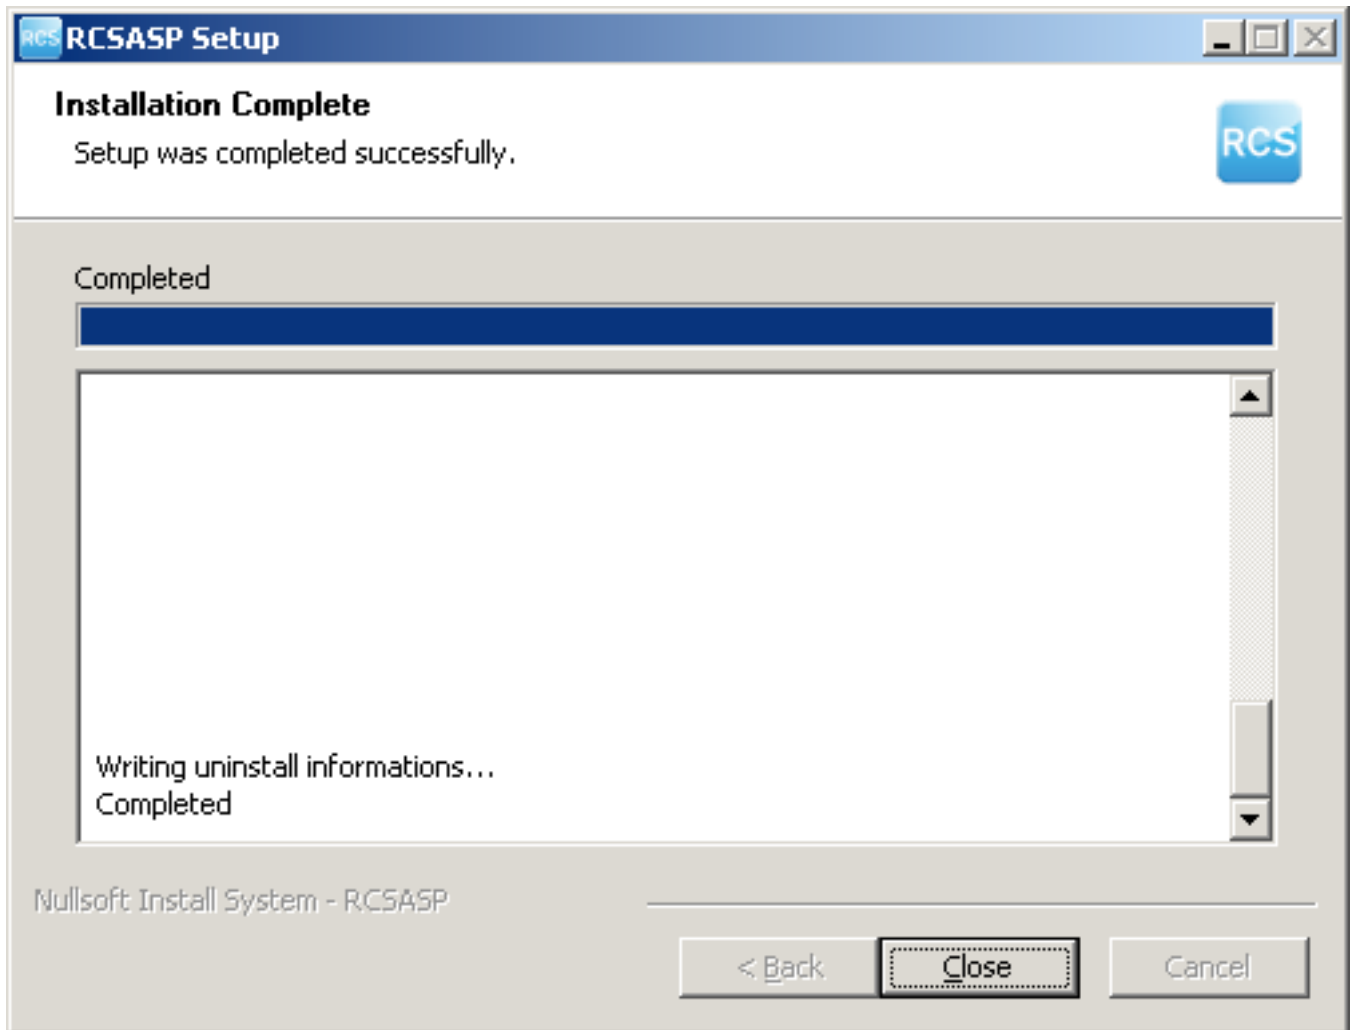 RCS RCSASP Setup
Installation Complete
Setup was completed successfully.
RCS
Completed
Writing uninstall informations...
Completed
Nullsoft Install System - RCSASP
< Back
Close
Cancel